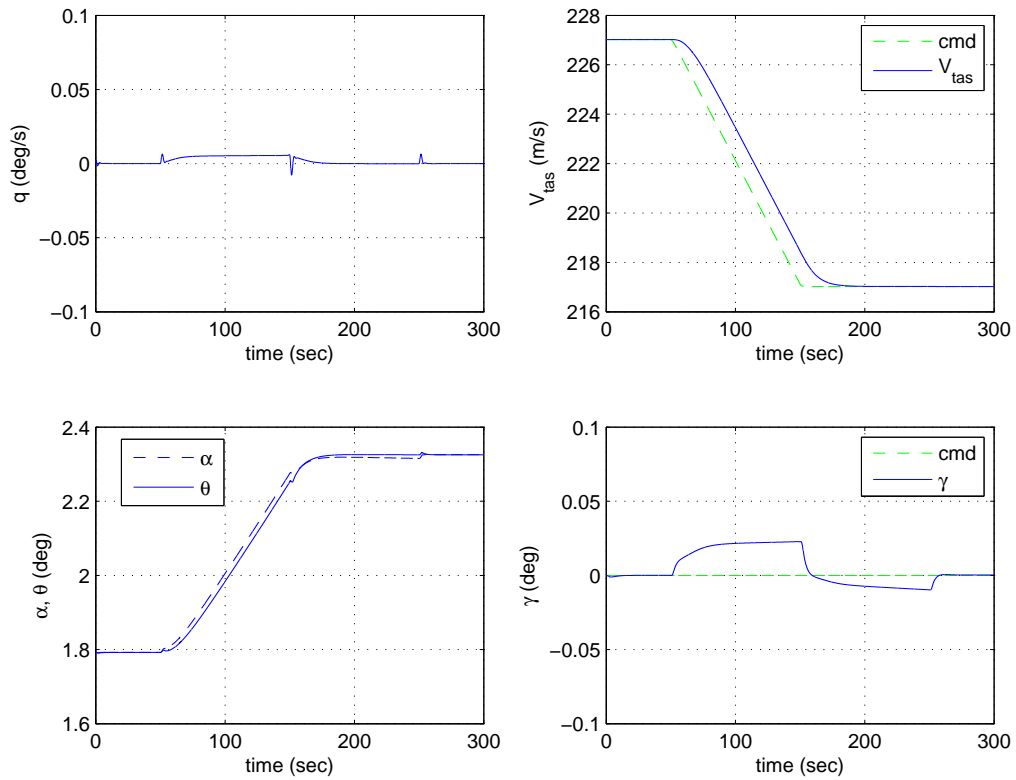 0.1
0.05
0
−0.05
−0.1
q (deg/s)
0 100 200 300
time (sec)
228
226
224
222
220
218
216
V_tas (m/s)
cmd
V_tas
0 100 200 300
time (sec)
2.4
2.2
2
1.8
1.6
α, θ (deg)
α
θ
0 100 200 300
time (sec)
0.1
0.05
0
−0.05
−0.1
γ (deg)
cmd
γ
0 100 200 300
time (sec)